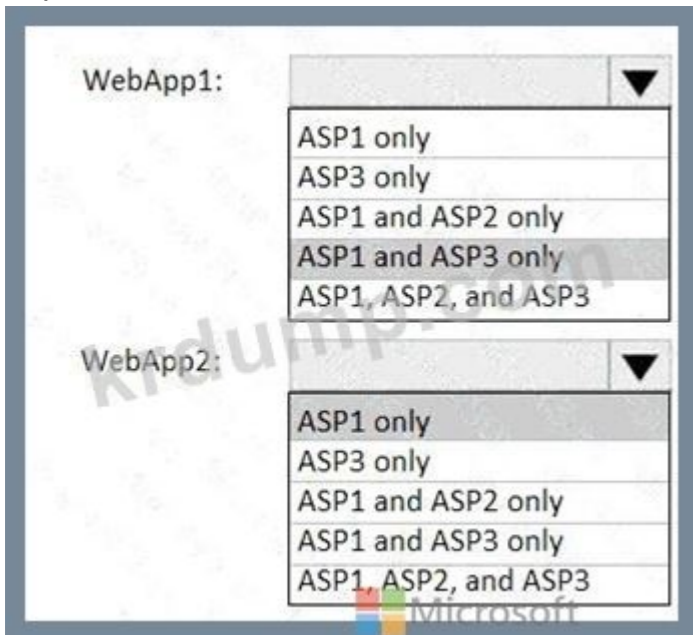 WebApp1:
ASP1 only
ASP3 only
ASP1 and ASP2 only
ASP1 and ASP3 only
ASP1, ASP2, and ASP3
krdump.com
WebApp2:
ASP1 only
ASP3 only
ASP1 and ASP2 only
ASP1 and ASP3 only
ASP1, ASP2, and ASP3
Microsoft